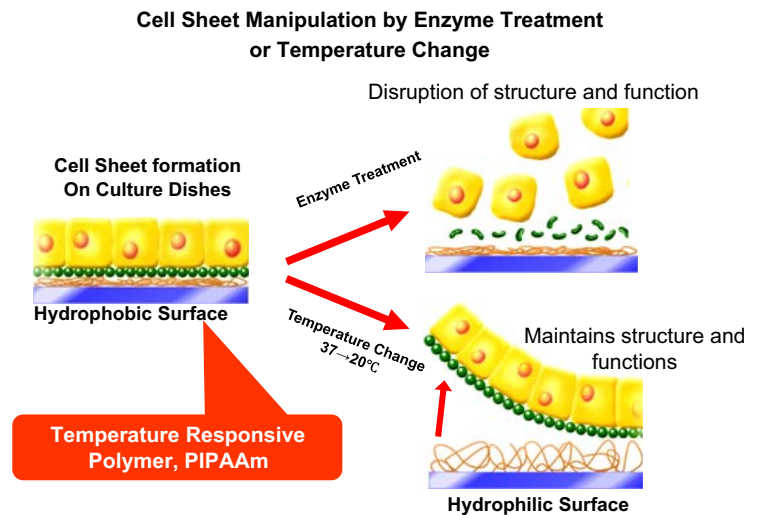 Cell Sheet Manipulation by Enzyme Treatment
or Temperature Change
Disruption of structure and function
Cell Sheet formation
On Culture Dishes
Enzyme Treatment
Hydrophobic Surface
Temperature Change
37→20℃
Maintains structure and
functions
Temperature Responsive
Polymer, PIPAAm
Hydrophilic Surface